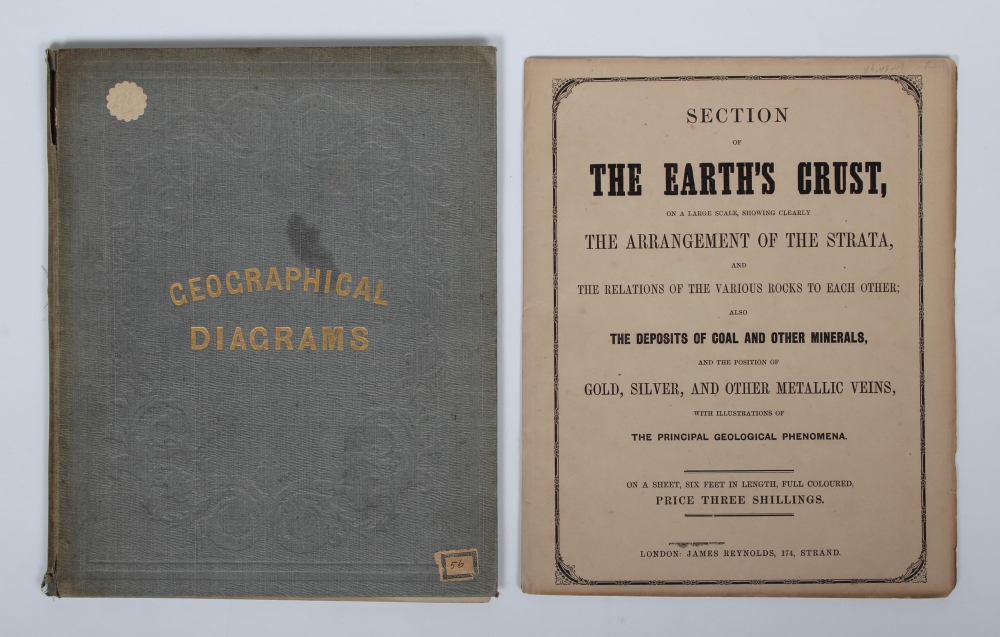 GEOGRAPHICAL
DIAGRAMS
56
SECTION
OF
THE EARTH'S CRUST,
ON A LARGE SCALE, SHOWING CLEARLY
THE ARRANGEMENT OF THE STRATA,
AND
THE RELATIONS OF THE VARIOUS ROCKS TO EACH OTHER;
ALSO
THE DEPOSITS OF COAL AND OTHER MINERALS,
AND THE POSITION OF
GOLD, SILVER, AND OTHER METALLIC VEINS,
WITH ILLUSTRATIONS OF
THE PRINCIPAL GEOLOGICAL PHENOMENA.
ON A SHEET, SIX FEET IN LENGTH, FULL COLOURED,
PRICE THREE SHILLINGS.
LONDON: JAMES REYNOLDS, 174, STRAND.